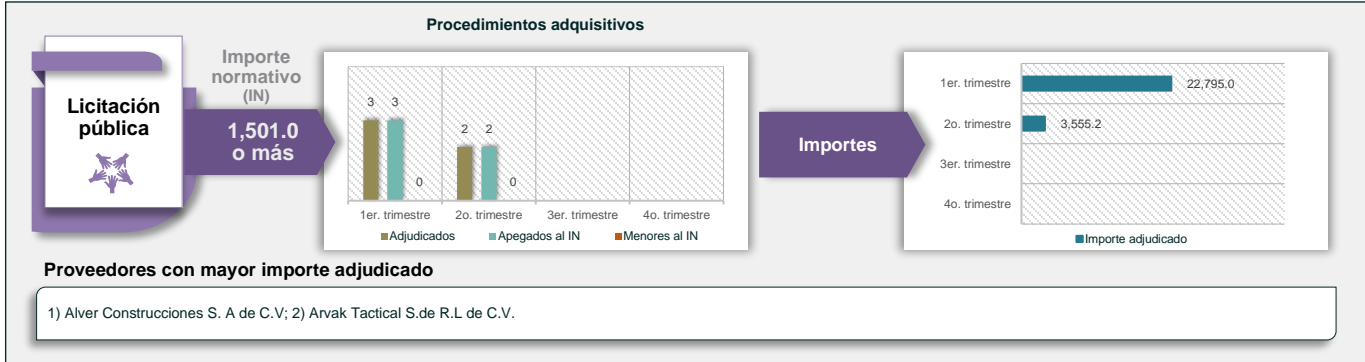 Procedimientos adquisitivos
Licitación
pública
Importe
normativo
(IN)
1,501.0
o más
3
3
0
2
2
0
1er. trimestre
2o. trimestre
3er. trimestre
4o. trimestre
Adjudicados
Apegados al IN
Menores al IN
Importes
1er. trimestre
22,795.0
2o. trimestre
3,555.2
3er. trimestre
4o. trimestre
Importe adjudicado
Proveedores con mayor importe adjudicado
1) Alver Construcciones S. A de C.V; 2) Arvak Tactical S.de R.L de C.V.